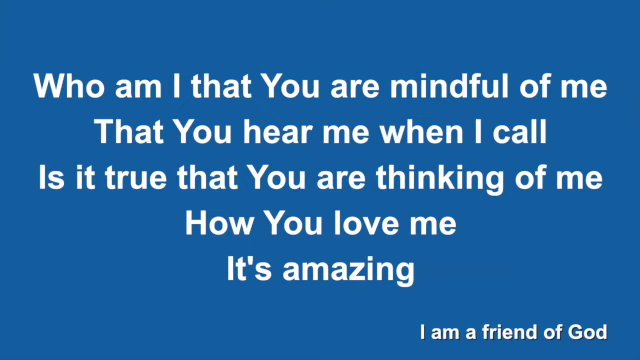 Who am I that You are mindful of me
That You hear me when I call
Is it true that You are thinking of me
How You love me
It's amazing
I am a friend of God